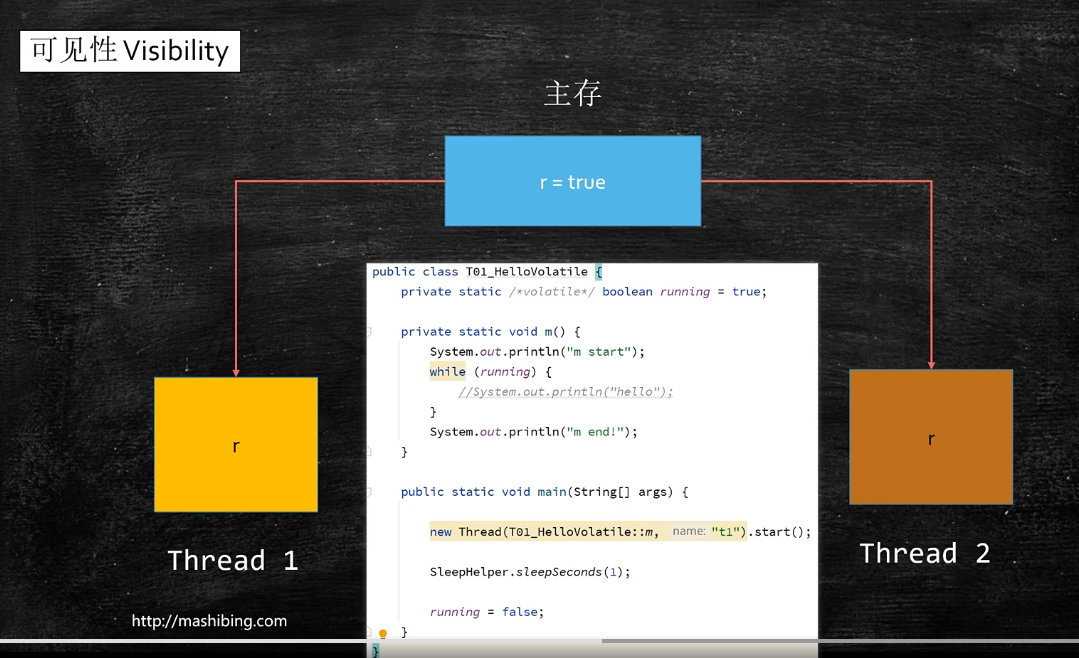 可见性 Visibility
主存
r = true
public class T01_HelloVolatile {
private static /*volatile*/ boolean running = true;
private static void m() {
System.out.println("m start");
while (running) {
//System.out.println("hello");
}
System.out.println("m end!");
}
public static void main(String[] args) {
new Thread(T01_HelloVolatile::m, name: "t1").start();
SleepHelper.sleepSeconds(1);
running = false;
}
}
r
Thread 1
r
Thread 2
http://mashibing.com